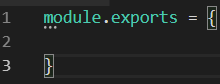 1 module.exports = {
2
3 }